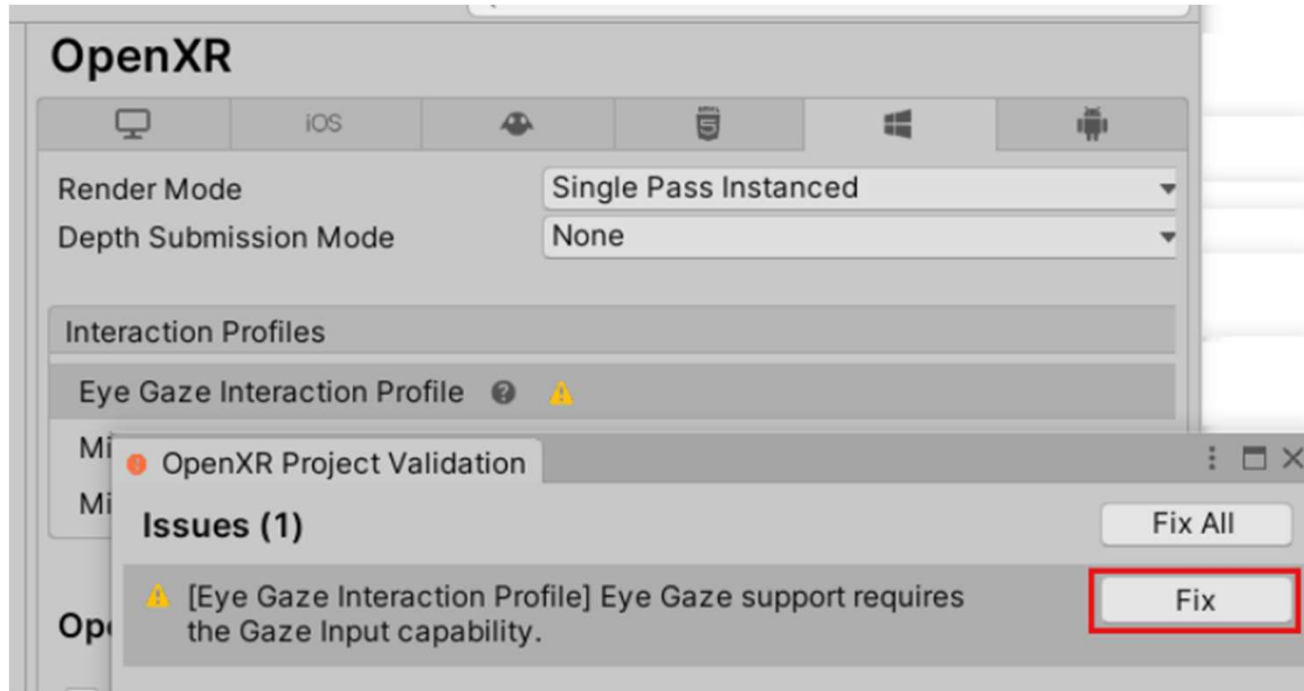 OpenXR
iOS
Render Mode
Single Pass Instanced
Depth Submission Mode
None
Interaction Profiles
Eye Gaze Interaction Profile
OpenXR Project Validation
Issues (1)
Fix All
[Eye Gaze Interaction Profile] Eye Gaze support requires
the Gaze Input capability.
Fix